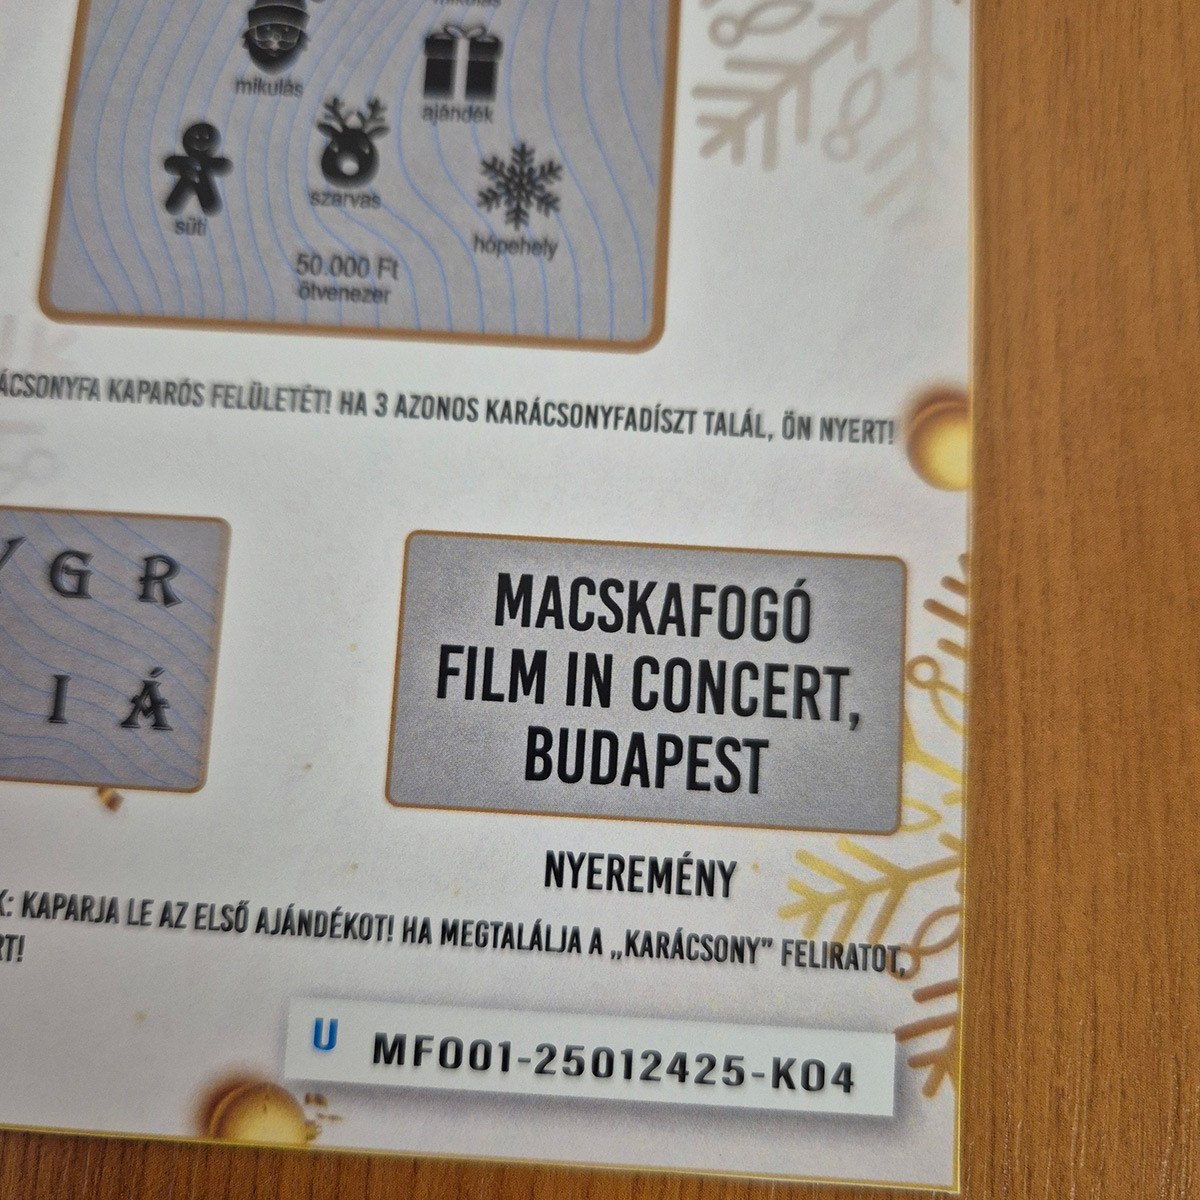 mikulás
mikulás
ajándék
szarvas
süti
hópehely
50.000 Ft
ötvenezer
ÁCSONYFA KAPARÓS FELÜLETÉT! HA 3 AZONOS KARÁCSONYFADÍSZT TALÁL, ÖN NYERT!
G R
I Á
MACSKAFOGÓ
FILM IN CONCERT,
BUDAPEST
NYEREMÉNY
K: KAPARJA LE AZ ELSŐ AJÁNDÉKOT! HA MEGTALÁLJA A „KARÁCSONY” FELIRATOT,
RT!
U MF001-25012425-K04